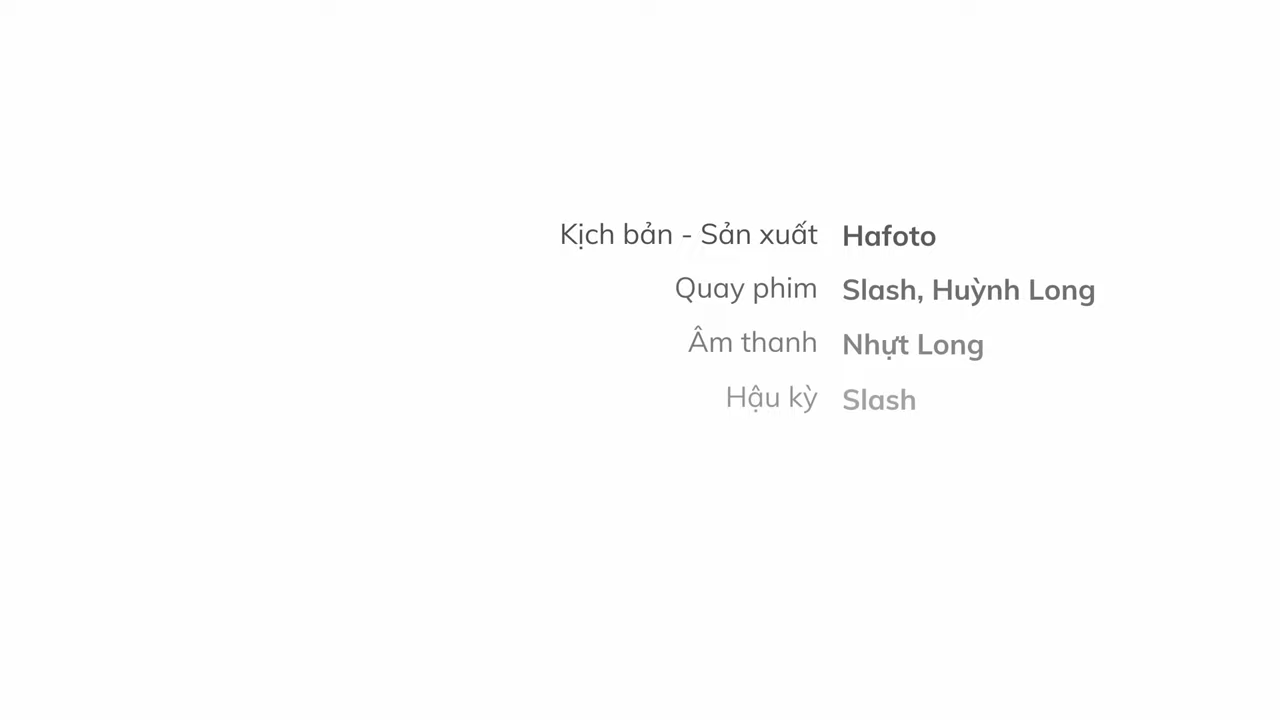 Kịch bản - Sản xuất Hafoto
Quay phim Slash, Huỳnh Long
Âm thanh Nhựt Long
Hậu kỳ Slash